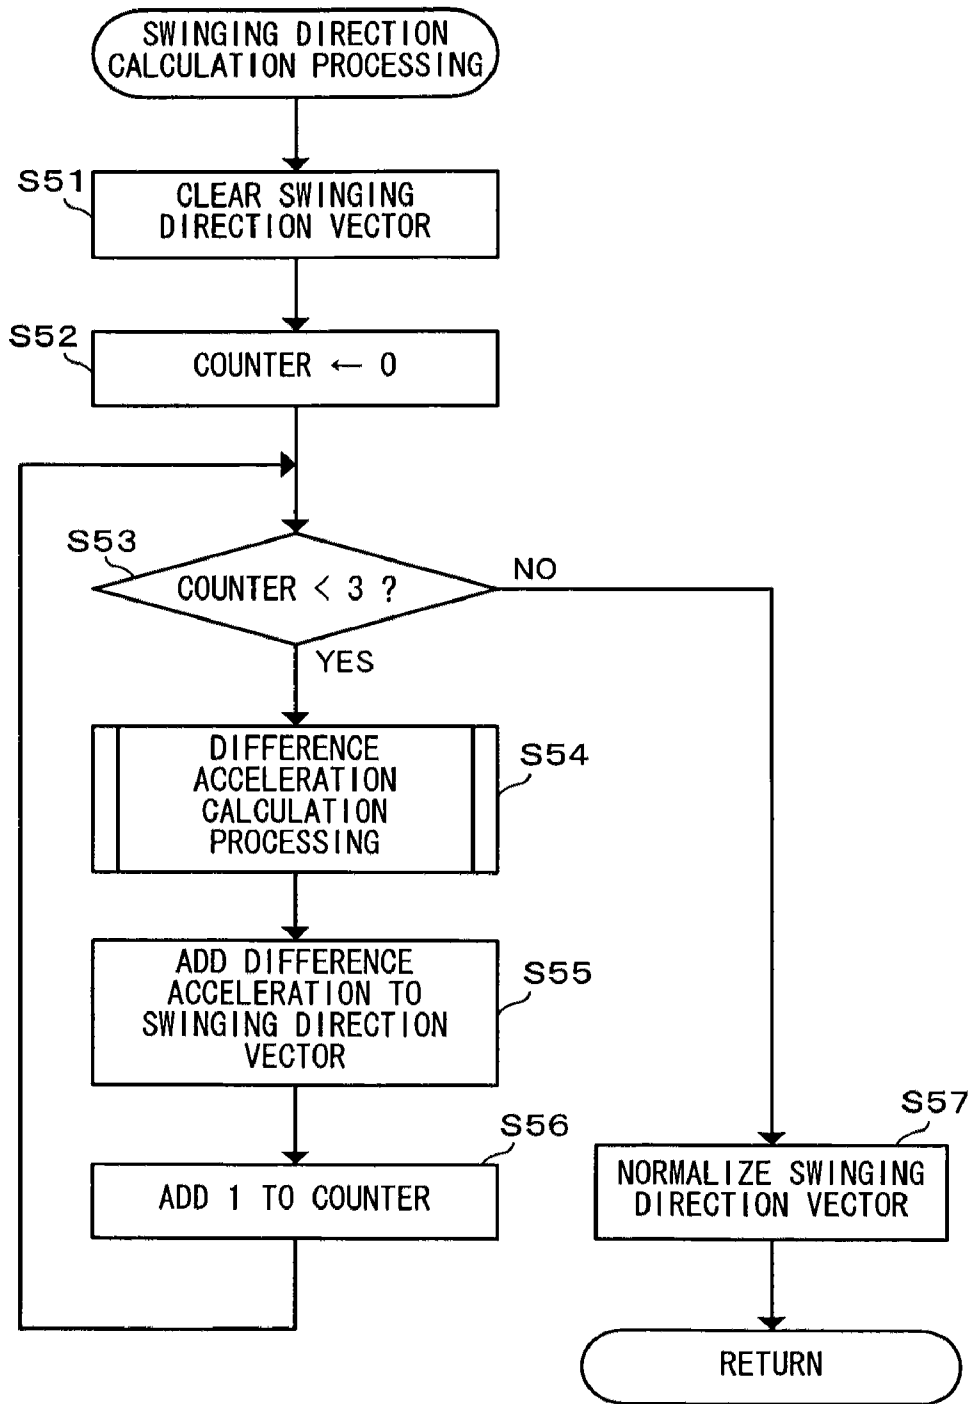 SWINGING DIRECTION
CALCULATION PROCESSING
S51
CLEAR SWINGING
DIRECTION VECTOR
S52
COUNTER ← 0
S53
COUNTER < 3 ?
NO
YES
DIFFERENCE
ACCELERATION
CALCULATION
PROCESSING
S54
ADD DIFFERENCE
ACCELERATION TO
SWINGING DIRECTION
VECTOR
S55
S56
ADD 1 TO COUNTER
S57
NORMALIZE SWINGING
DIRECTION VECTOR
RETURN